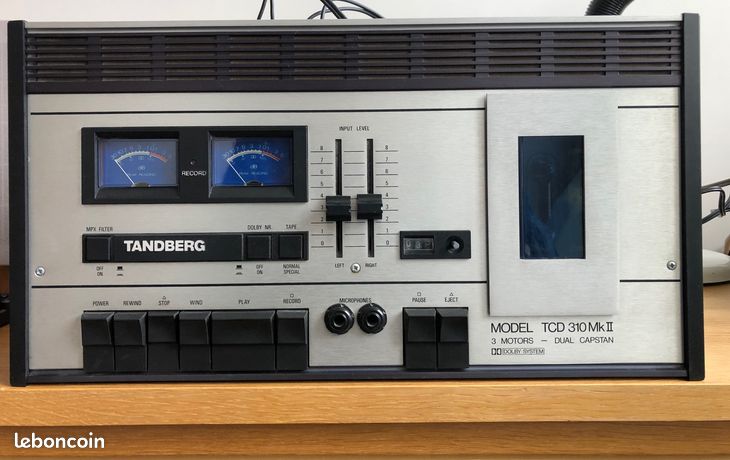 INPUT LEVEL
8 8
7 7
6 6
5 5
4 4
3 3
2 2
1 1
0 0
LEFT RIGHT
RECORD
MPX FILTER DOLBY NR. TAPE
TANDBERG
OFF
ON
OFF
ON
NORMAL
SPECIAL
POWER REWIND STOP WIND PLAY RECORD
MICROPHONES
PAUSE EJECT
MODEL TCD 310 Mk II
3 MOTORS – DUAL CAPSTAN
DOLBY SYSTEM
leboncoin